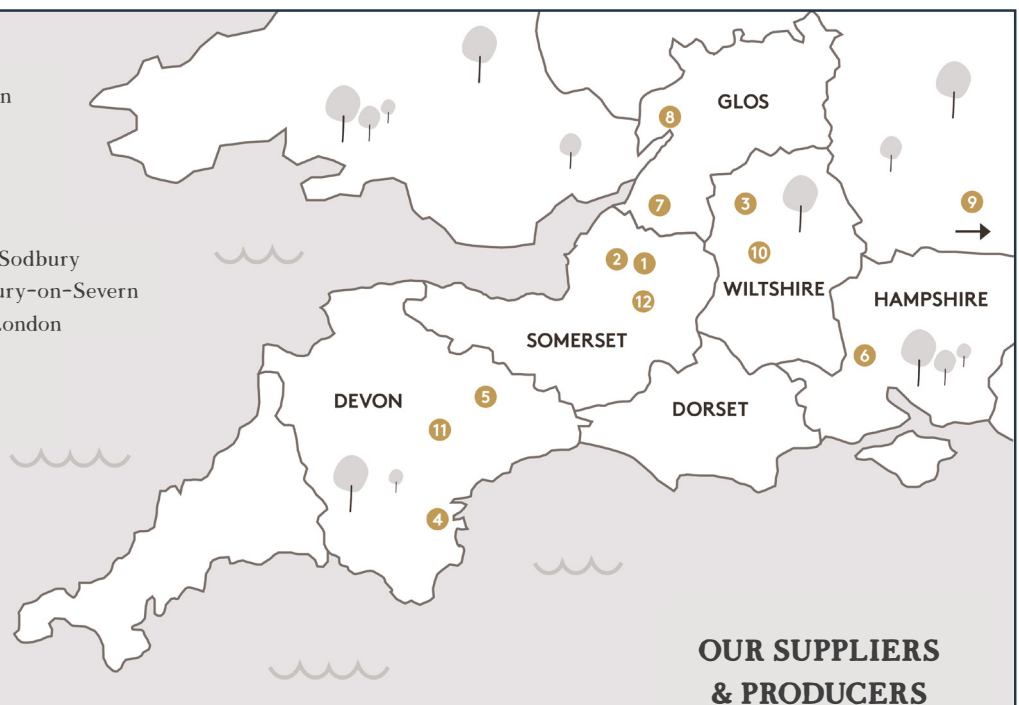 n
Sodbury
ury-on-Severn
London
GLOS
8
7
3
9
2
1
10
WILTSHIRE
12
HAMPSHIRE
SOMERSET
6
5
DEVON
DORSET
11
4
OUR SUPPLIERS
& PRODUCERS